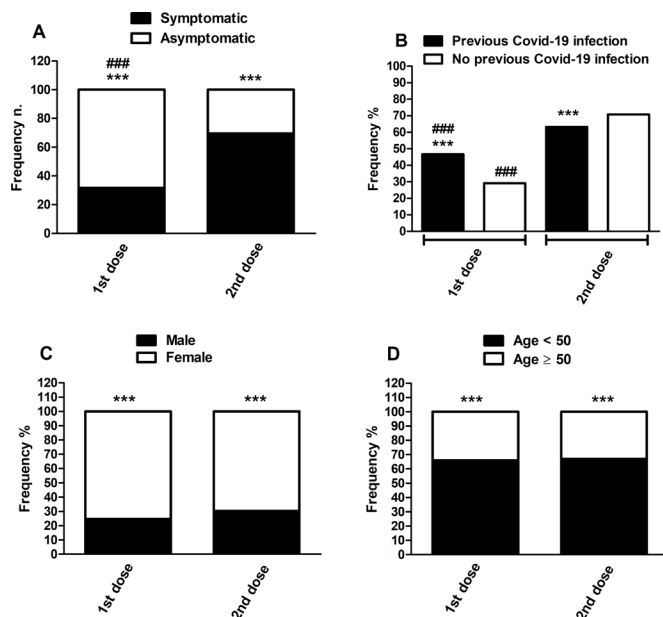 A
Symptomatic
Asymptomatic
Frequency n.
120
100
80
60
40
20
0
###
***
***
1st dose
2nd dose
B
Previous Covid-19 infection
No previous Covid-19 infection
Frequency %
100
90
80
70
60
50
40
30
20
10
0
###
***
###
***
1st dose
2nd dose
C
Male
Female
Frequency %
120
110
100
90
80
70
60
50
40
30
20
10
0
***
***
1st dose
2nd dose
D
Age < 50
Age ≥ 50
Frequency %
120
110
100
90
80
70
60
50
40
30
20
10
0
***
***
1st dose
2nd dose